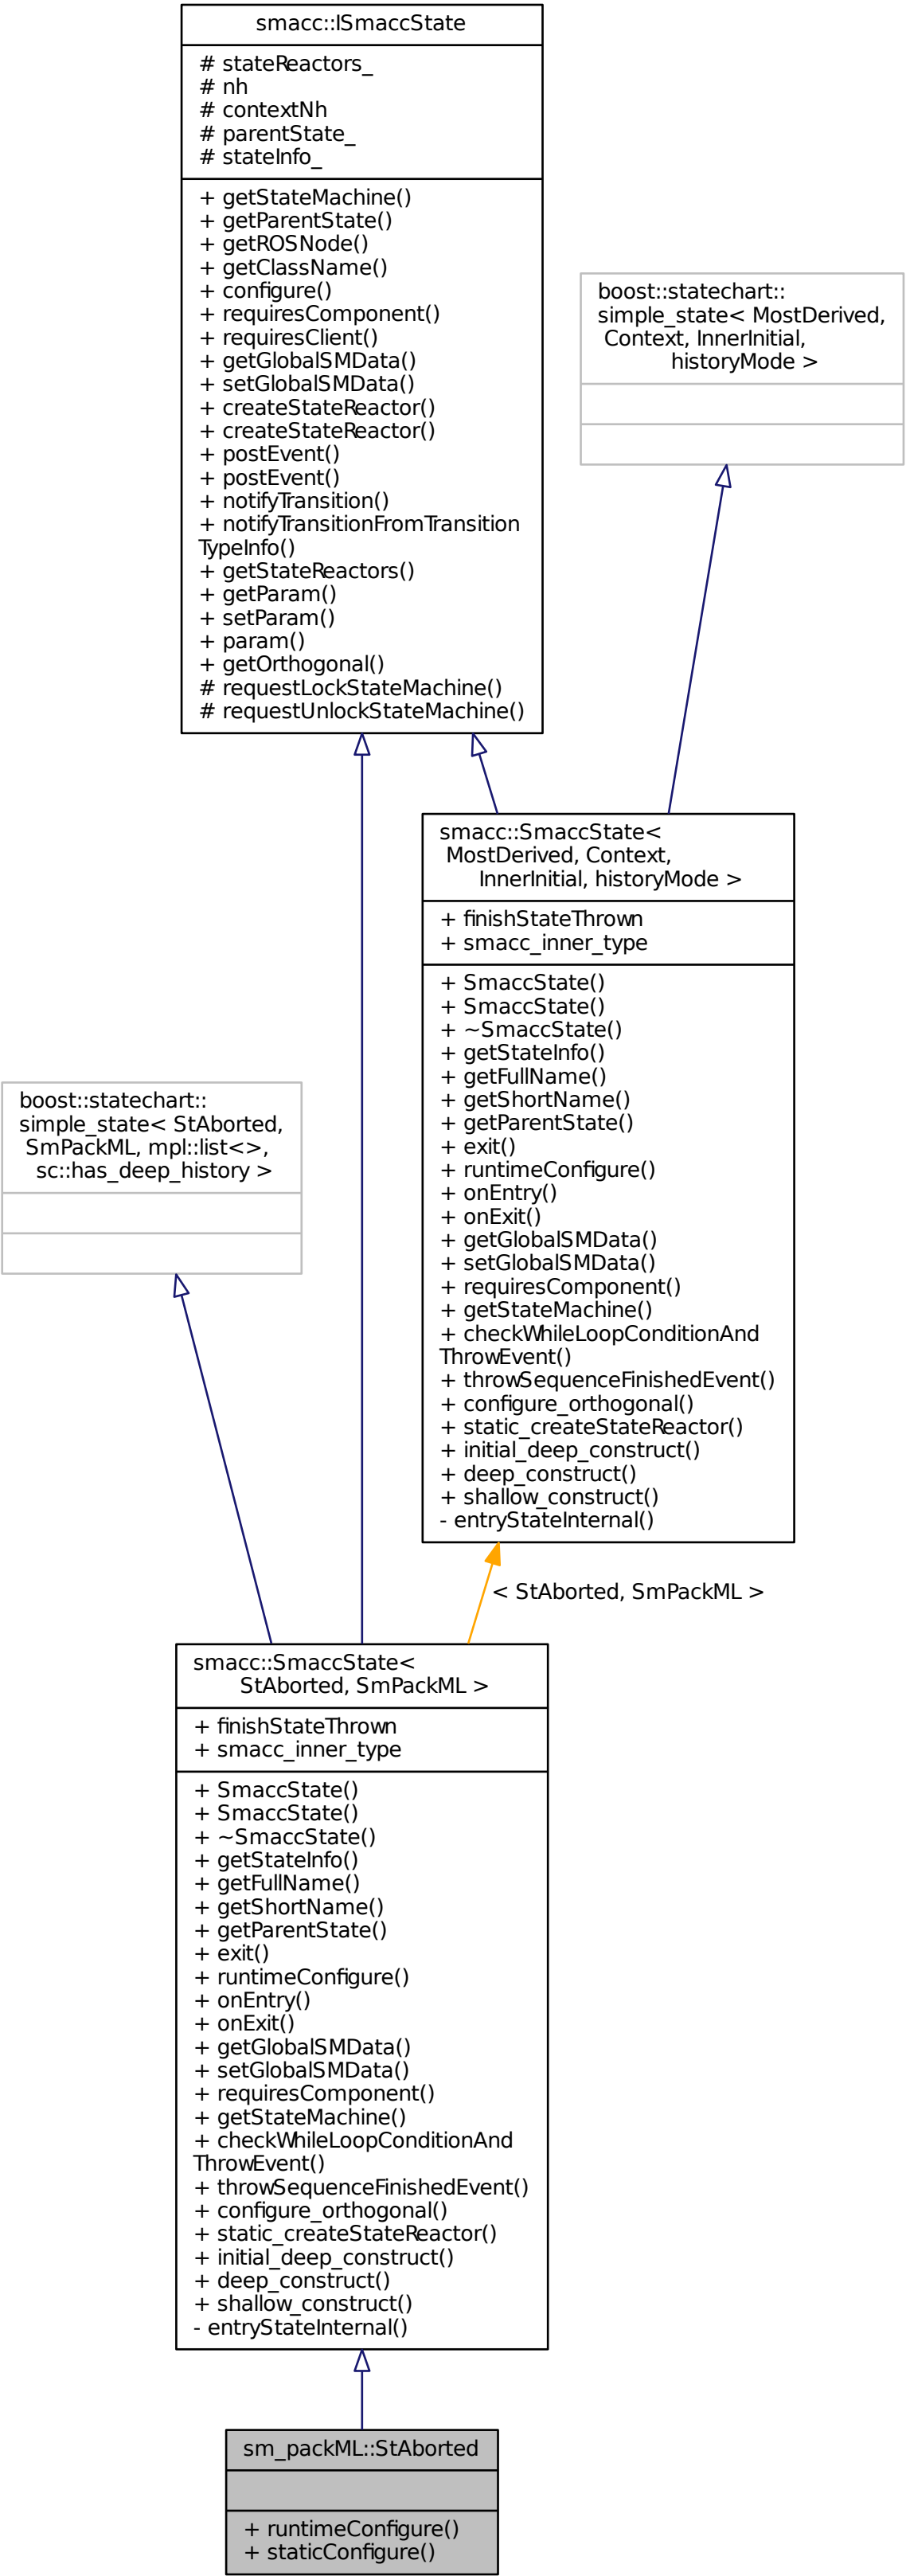 smacc::ISmaccState
# stateReactors_
# nh
# contextNh
# parentState_
# stateInfo_
+ getStateMachine()
+ getParentState()
+ getROSNode()
+ getClassName()
+ configure()
+ requiresComponent()
+ requiresClient()
+ getGlobalSMData()
+ setGlobalSMData()
+ createStateReactor()
+ createStateReactor()
+ postEvent()
+ postEvent()
+ notifyTransition()
+ notifyTransitionFromTransition
TypeInfo()
+ getStateReactors()
+ getParam()
+ setParam()
+ param()
+ getOrthogonal()
# requestLockStateMachine()
# requestUnlockStateMachine()
boost::statechart::
simple_state< MostDerived,
Context, InnerInitial,
historyMode >
smacc::SmaccState<
MostDerived, Context,
InnerInitial, historyMode >
+ finishStateThrown
+ smacc_inner_type
+ SmaccState()
+ SmaccState()
+ ~SmaccState()
+ getStateInfo()
+ getFullName()
+ getShortName()
+ getParentState()
+ exit()
+ runtimeConfigure()
+ onEntry()
+ onExit()
+ getGlobalSMData()
+ setGlobalSMData()
+ requiresComponent()
+ getStateMachine()
+ checkWhileLoopConditionAnd
ThrowEvent()
+ throwSequenceFinishedEvent()
+ configure_orthogonal()
+ static_createStateReactor()
+ initial_deep_construct()
+ deep_construct()
+ shallow_construct()
- entryStateInternal()
boost::statechart::
simple_state< StAborted,
SmPackML, mpl::list<>,
sc::has_deep_history >
< StAborted, SmPackML >
smacc::SmaccState<
StAborted, SmPackML >
+ finishStateThrown
+ smacc_inner_type
+ SmaccState()
+ SmaccState()
+ ~SmaccState()
+ getStateInfo()
+ getFullName()
+ getShortName()
+ getParentState()
+ exit()
+ runtimeConfigure()
+ onEntry()
+ onExit()
+ getGlobalSMData()
+ setGlobalSMData()
+ requiresComponent()
+ getStateMachine()
+ checkWhileLoopConditionAnd
ThrowEvent()
+ throwSequenceFinishedEvent()
+ configure_orthogonal()
+ static_createStateReactor()
+ initial_deep_construct()
+ deep_construct()
+ shallow_construct()
- entryStateInternal()
sm_packML::StAborted
+ runtimeConfigure()
+ staticConfigure()